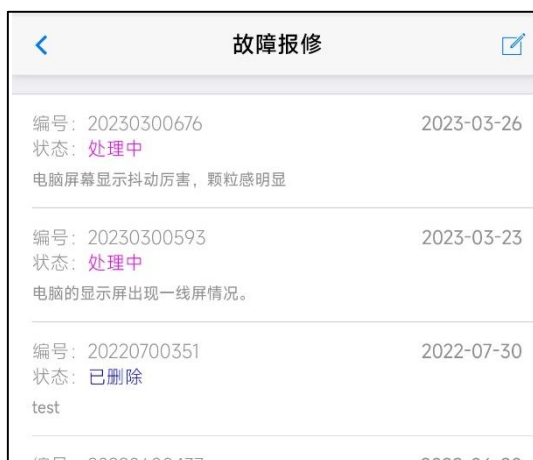 故障报修
编号: 20230300676 2023-03-26
状态: 处理中
电脑屏幕显示抖动厉害，颗粒感明显
编号: 20230300593 2023-03-23
状态: 处理中
电脑的显示屏出现一线屏情况。
编号: 20220700351 2022-07-30
状态: 已删除
test